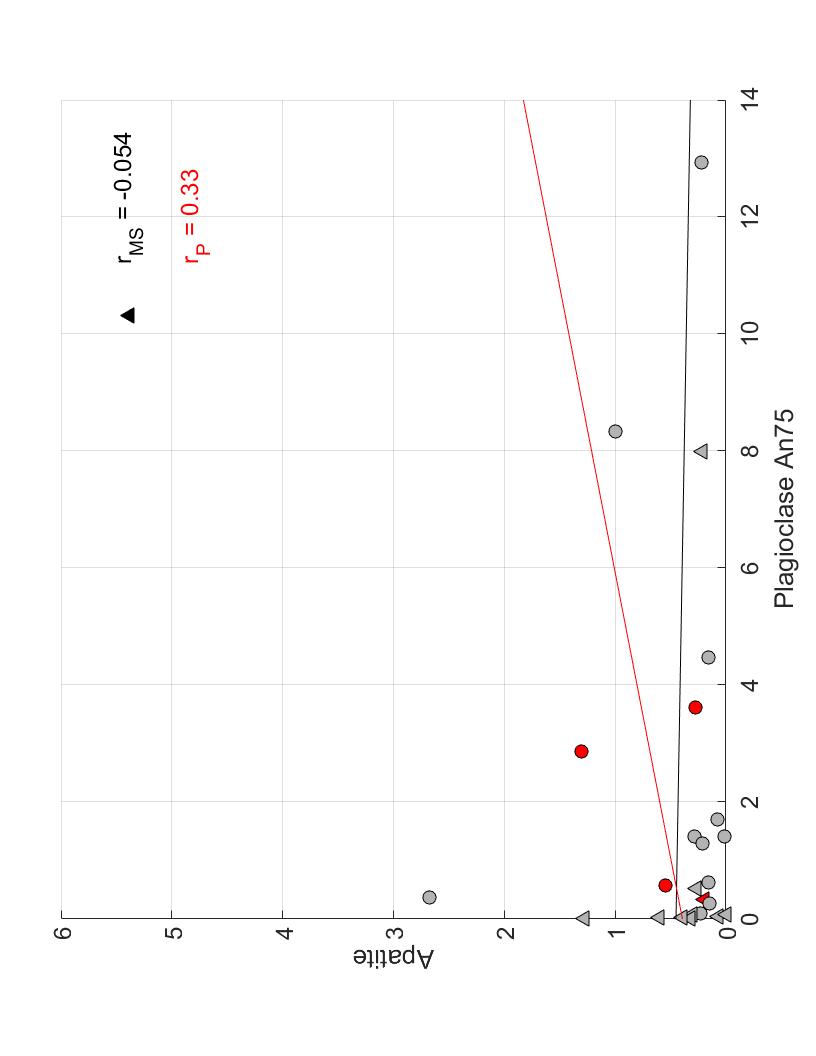 6
5
4
3
2
1
0
Apatite
r_MS = -0.054
r_P = 0.33
0 2 4 6 8 10 12 14
Plagioclase An75